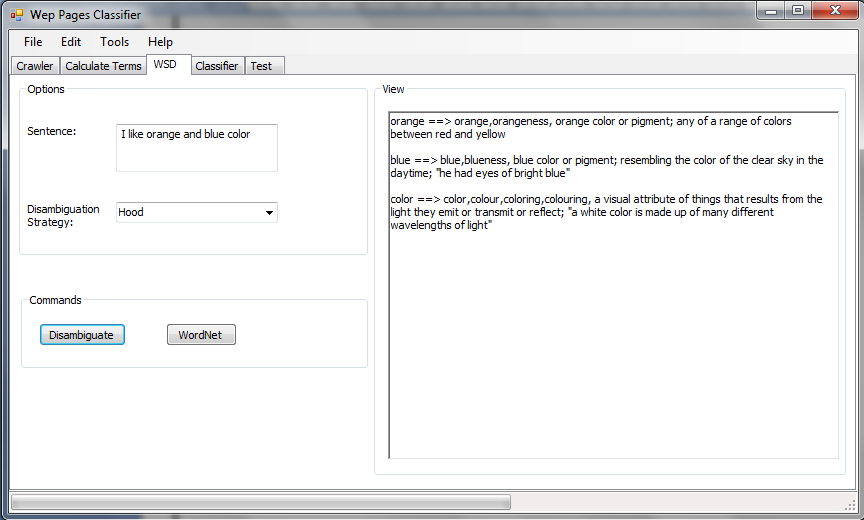 Wep Pages Classifier
File Edit Tools Help
Crawler Calculate Terms WSD Classifier Test
Options
Sentence:
I like orange and blue color
Disambiguation
Strategy:
Hood
Commands
Disambiguate WordNet
View
orange ==> orange,orangeness, orange color or pigment; any of a range of colors
between red and yellow
blue ==> blue,blueness, blue color or pigment; resembling the color of the clear sky in the
daytime; "he had eyes of bright blue"
color ==> color,colour,coloring,colouring, a visual attribute of things that results from the
light they emit or transmit or reflect; "a white color is made up of many different
wavelengths of light"